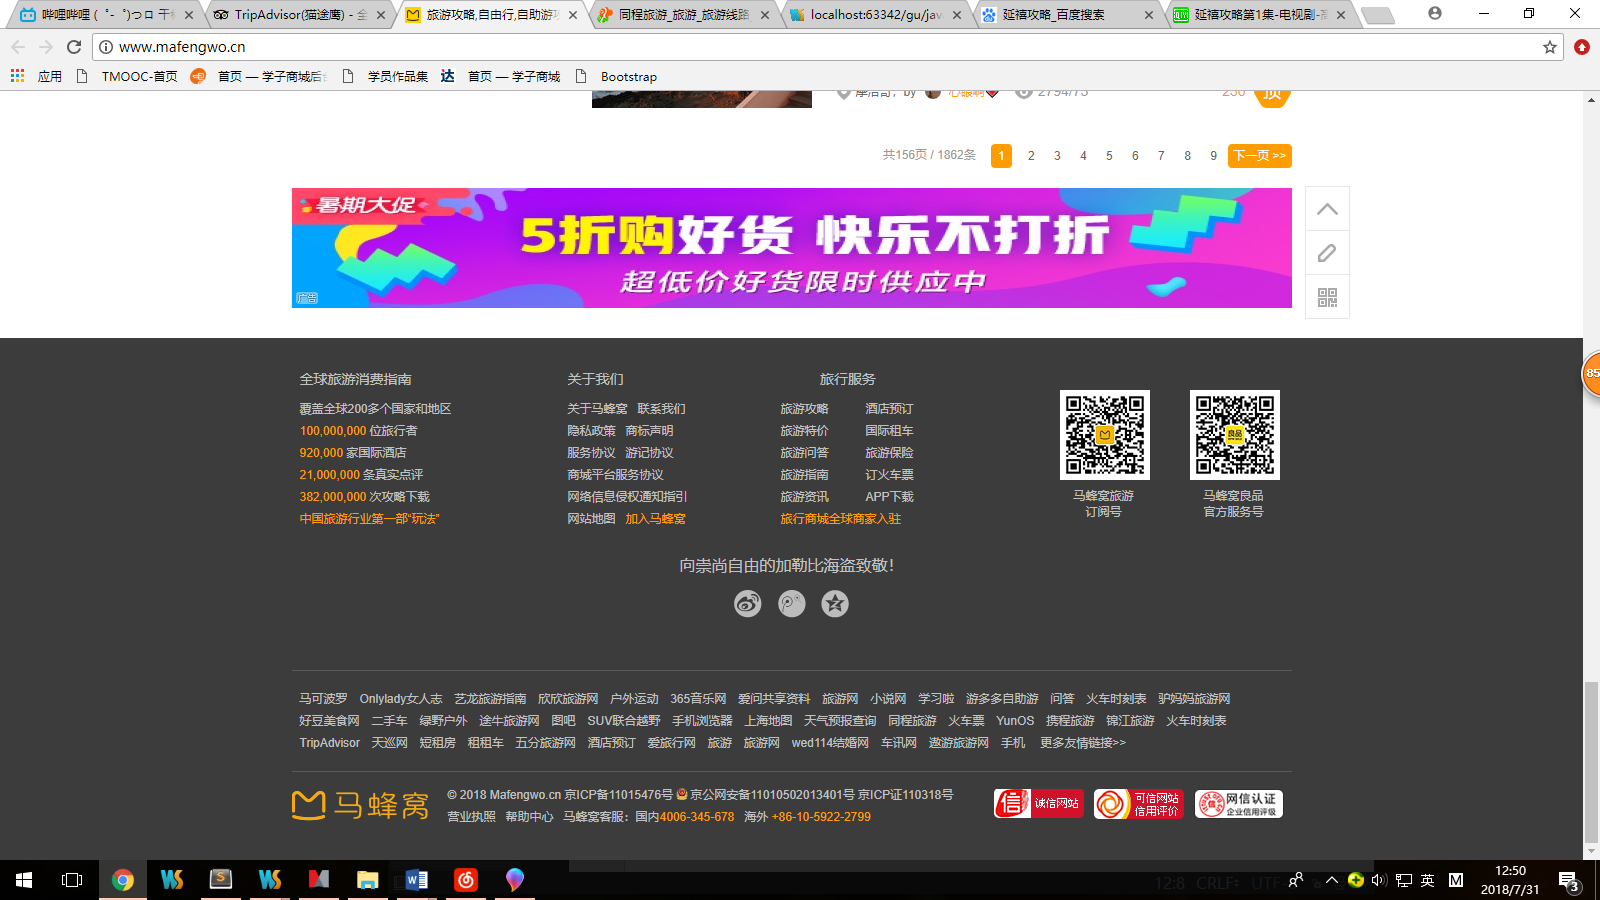 哔哩哔哩 ( ゜- ゜)つロ 干
TripAdvisor(猫途鹰) - 全
旅游攻略,自由行,自助游攻
同程旅游_旅游_旅游线路
localhost:63342/gu/jav
延禧攻略_百度搜索
延禧攻略第1集-电视剧-高
www.mafengwo.cn
应用 TMOOC-首页 首页 — 学子商城后台 学员作品集 首页 — 学子商城 Bootstrap
摩洛哥，by 心眼啊 2794/75 250 顶
共156页 / 1862条 1 2 3 4 5 6 7 8 9 下一页 >>
暑期大促
5折购好货 快乐不打折
超低价好货限时供应中
广告
85
全球旅游消费指南
覆盖全球200多个国家和地区
100,000,000 位旅行者
920,000 家国际酒店
21,000,000 条真实点评
382,000,000 次攻略下载
中国旅游行业第一部“玩法”
关于我们
关于马蜂窝 联系我们
隐私政策 商标声明
服务协议 游记协议
商城平台服务协议
网络信息侵权通知指引
网站地图 加入马蜂窝
旅行服务
旅游攻略 酒店预订
旅游特价 国际租车
旅游问答 旅游保险
旅游指南 订火车票
旅游资讯 APP下载
旅行商城全球商家入驻
马蜂窝旅游
订阅号
良品
马蜂窝良品
官方服务号
向崇尚自由的加勒比海盗致敬！
马可波罗 Onlylady女人志 艺龙旅游指南 欣欣旅游网 户外运动 365音乐网 爱问共享资料 旅游网 小说网 学习啦 游多多自助游 问答 火车时刻表 驴妈妈旅游网
好豆美食网 二手车 绿野户外 途牛旅游网 图吧 SUV联合越野 手机浏览器 上海地图 天气预报查询 同程旅游 火车票 YunOS 携程旅游 锦江旅游 火车时刻表
TripAdvisor 天巡网 短租房 租租车 五分旅游网 酒店预订 爱旅行网 旅游 旅游网 wed114结婚网 车讯网 遨游旅游网 手机 更多友情链接>>
马蜂窝
© 2018 Mafengwo.cn 京ICP备11015476号 京公网安备11010502013401号 京ICP证110318号
营业执照 帮助中心 马蜂窝客服：国内4006-345-678 海外 +86-10-5922-2799
信 诚信网站
可信网站
信用评价
网信认证
企业信用评级
12:8 CRLF: UTF-
英 M
12:50
2018/7/31
3